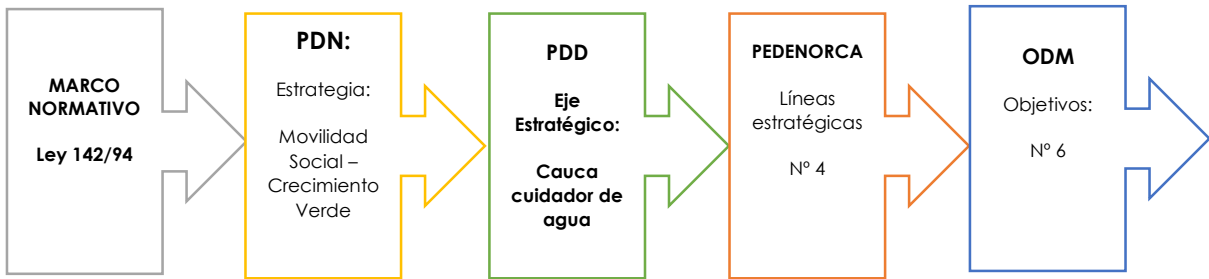 MARCO
NORMATIVO
Ley 142/94
PDN:
Estrategia:
Movilidad
Social –
Crecimiento
Verde
PDD
Eje
Estratégico:
Cauca
cuidador de
agua
PEDENORCA
Líneas
estratégicas
Nº 4
ODM
Objetivos:
Nº 6